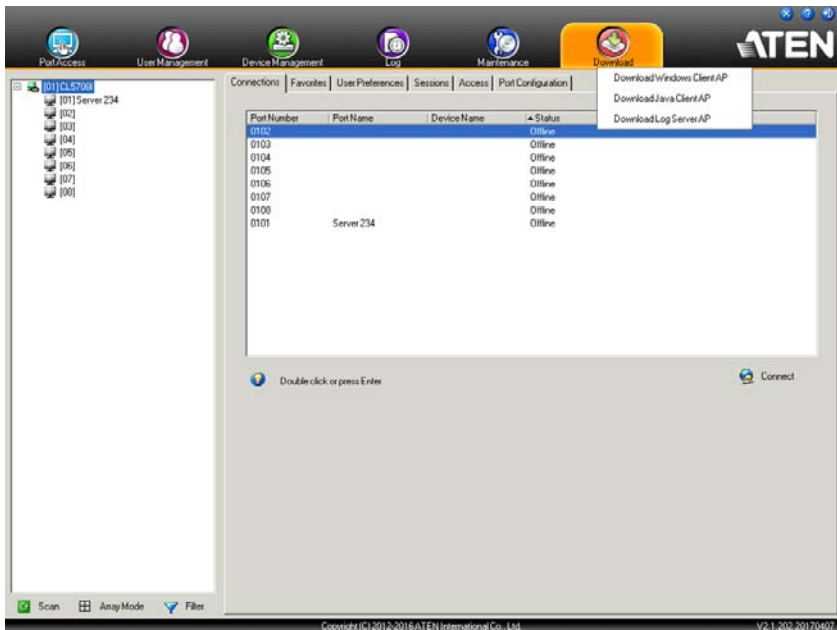 ATEN
Port Access User Management Device Management Log Maintenance Download
Download Windows Client AP
Download Java Client AP
Download Log Server AP
[01]CL5700I
[01]Server 234
[02]
[03]
[04]
[05]
[06]
[07]
[08]
Connections Favorites User Preferences Sessions Access Port Configuration
Port Number Port Name Device Name Status
0102 Offline
0103 Offline
0104 Offline
0105 Offline
0106 Offline
0107 Offline
0108 Offline
0101 Server 234 Offline
Double click or press Enter
Connect
Scan Array Mode Filter
Copyright (C) 2012-2016 ATEN International Co., Ltd.
V2.1.202.20170407